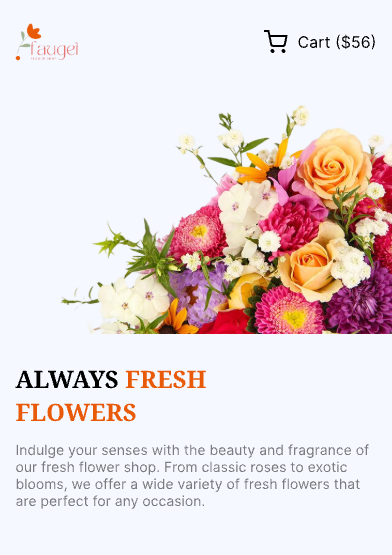 faugel
Cart ($56)
ALWAYS FRESH
FLOWERS
Indulge your senses with the beauty and fragrance of
our fresh flower shop. From classic roses to exotic
blooms, we offer a wide variety of fresh flowers that
are perfect for any occasion.